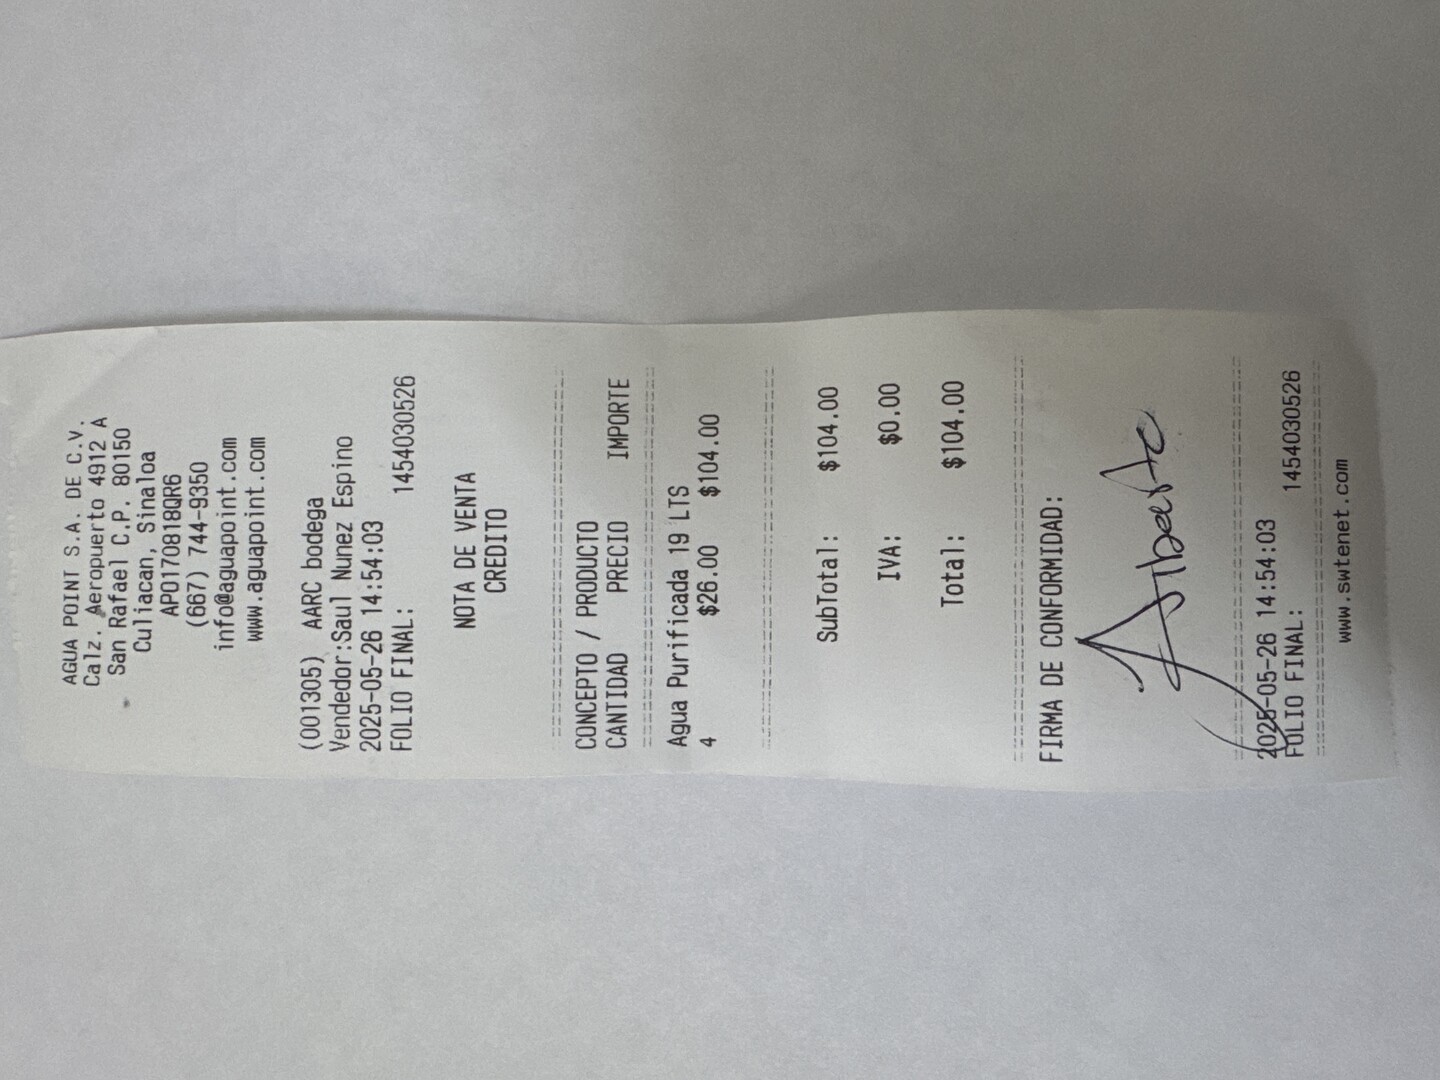 AGUA POINT S.A. DE C.V.
Calz. Aeropuerto 4912 A
San Rafael C.P. 80150
Culiacan, Sinaloa
APO170818QR6
(667) 744-9350
info@aguapoint.com
www.aguapoint.com
(001305) AARC bodega
Vendedor:Saul Nunez Espino
2025-05-26 14:54:03
FOLIO FINAL: 1454030526
NOTA DE VENTA
CREDITO
CONCEPTO / PRODUCTO
CANTIDAD PRECIO IMPORTE
Agua Purificada 19 LTS
4 $26.00 $104.00
SubTotal: $104.00
IVA: $0.00
Total: $104.00
FIRMA DE CONFORMIDAD:
2025-05-26 14:54:03
FOLIO FINAL: 1454030526
www.swtenet.com